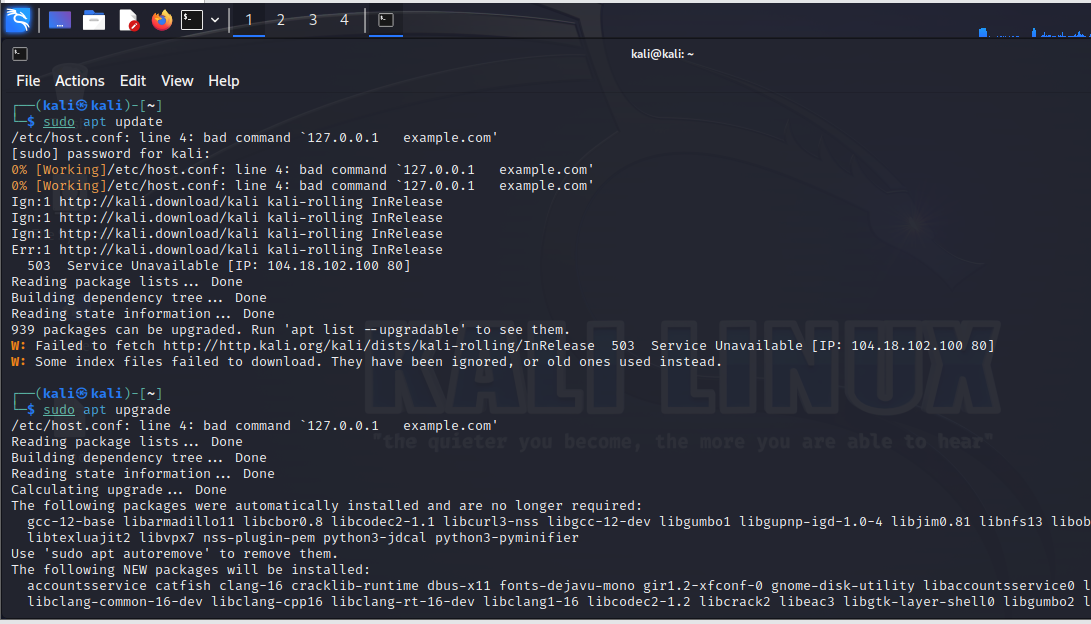 1 2 3 4
kali@kali: ~
File Actions Edit View Help
┌──(kali㉿kali)-[~]
└─$ sudo apt update
/etc/host.conf: line 4: bad command `127.0.0.1   example.com'
[sudo] password for kali:
0% [Working]/etc/host.conf: line 4: bad command `127.0.0.1   example.com'
0% [Working]/etc/host.conf: line 4: bad command `127.0.0.1   example.com'
Ign:1 http://kali.download/kali kali-rolling InRelease
Ign:1 http://kali.download/kali kali-rolling InRelease
Ign:1 http://kali.download/kali kali-rolling InRelease
Err:1 http://kali.download/kali kali-rolling InRelease
  503  Service Unavailable [IP: 104.18.102.100 80]
Reading package lists... Done
Building dependency tree... Done
Reading state information... Done
939 packages can be upgraded. Run 'apt list --upgradable' to see them.
W: Failed to fetch http://http.kali.org/kali/dists/kali-rolling/InRelease  503  Service Unavailable [IP: 104.18.102.100 80]
W: Some index files failed to download. They have been ignored, or old ones used instead.
KALI LINUX
┌──(kali㉿kali)-[~]
└─$ sudo apt upgrade
/etc/host.conf: line 4: bad command `127.0.0.1   example.com'
"the quieter you become, the more you are able to hear"
Reading package lists... Done
Building dependency tree... Done
Reading state information... Done
Calculating upgrade... Done
The following packages were automatically installed and are no longer required:
  gcc-12-base libarmadillo11 libcbor0.8 libcodec2-1.1 libcurl3-nss libgcc-12-dev libgumbo1 libgupnp-igd-1.0-4 libjim0.81 libnfs13 libob
  libtexluajit2 libvpx7 nss-plugin-pem python3-jdcal python3-pyminifier
Use 'sudo apt autoremove' to remove them.
The following NEW packages will be installed:
  accountsservice catfish clang-16 cracklib-runtime dbus-x11 fonts-dejavu-mono gir1.2-xfconf-0 gnome-disk-utility libaccountsservice0 l
  libclang-common-16-dev libclang-cpp16 libclang-rt-16-dev libclang1-16 libcodec2-1.2 libcrack2 libeac3 libgtk-layer-shell0 libgumbo2 l